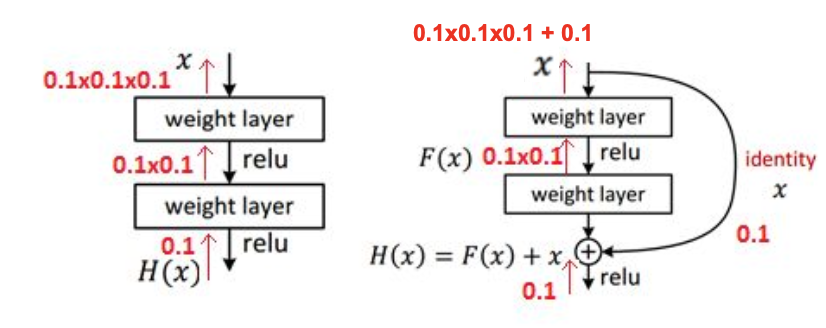 x
0.1x0.1x0.1
weight layer
0.1x0.1
relu
weight layer
0.1
relu
H(x)
0.1x0.1x0.1 + 0.1
x
weight layer
F(x)
0.1x0.1
relu
identity
x
weight layer
0.1
H(x) = F(x) + x
relu
0.1